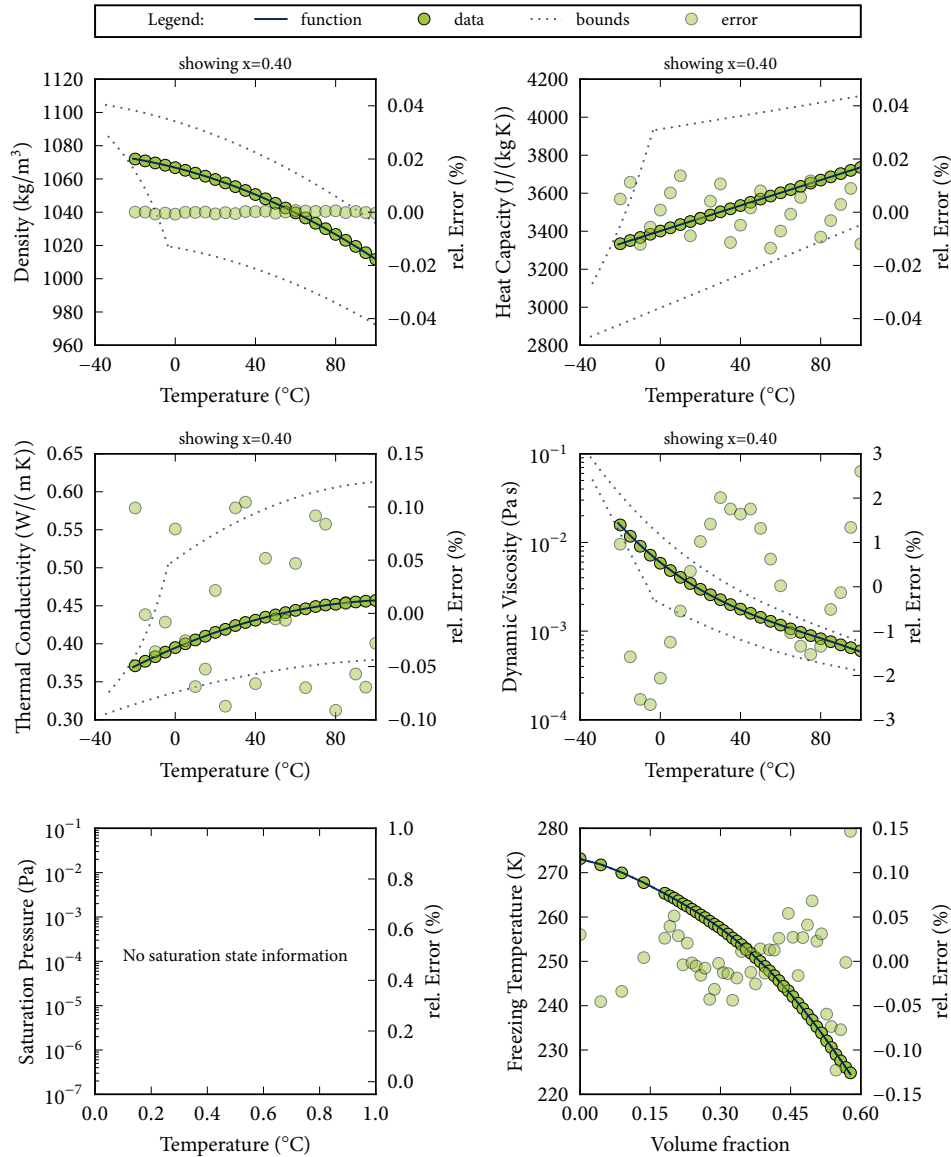 Legend: function data bounds error
showing x=0.40
1120
1100
1080
1060
1040
1020
1000
980
960
Density (kg/m³)
0.04
0.02
0.00
−0.02
−0.04
rel. Error (%)
−40 0 40 80
Temperature (°C)
showing x=0.40
4200
4000
3800
3600
3400
3200
3000
2800
Heat Capacity (J/(kg K))
0.04
0.02
0.00
−0.02
−0.04
rel. Error (%)
−40 0 40 80
Temperature (°C)
showing x=0.40
0.65
0.60
0.55
0.50
0.45
0.40
0.35
0.30
Thermal Conductivity (W/(m K))
0.15
0.10
0.05
0.00
−0.05
−0.10
rel. Error (%)
−40 0 40 80
Temperature (°C)
showing x=0.40
10⁻¹
10⁻²
10⁻³
10⁻⁴
Dynamic Viscosity (Pa s)
3
2
1
0
−1
−2
−3
rel. Error (%)
−40 0 40 80
Temperature (°C)
10⁻¹
10⁻²
10⁻³
10⁻⁴
10⁻⁵
10⁻⁶
10⁻⁷
Saturation Pressure (Pa)
No saturation state information
1.0
0.8
0.6
0.4
0.2
0.0
rel. Error (%)
0.0 0.2 0.4 0.6 0.8 1.0
Temperature (°C)
280
270
260
250
240
230
220
Freezing Temperature (K)
0.15
0.10
0.05
0.00
−0.05
−0.10
−0.15
rel. Error (%)
0.00 0.15 0.30 0.45 0.60
Volume fraction